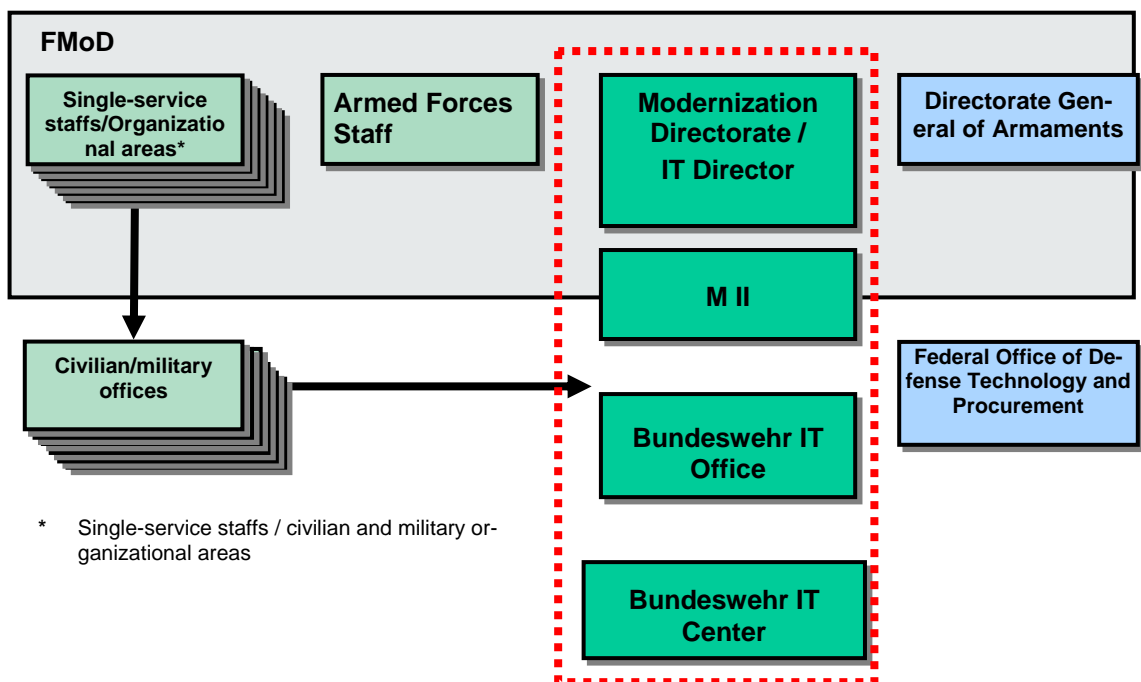 FMoD
Single-service
staffs/Organizatio
nal areas*
Armed Forces
Staff
Modernization
Directorate /
IT Director
Directorate Gen-
eral of Armaments
M II
Civilian/military
offices
Federal Office of De-
fense Technology and
Procurement
Bundeswehr IT
Office
* Single-service staffs / civilian and military or-
ganizational areas
Bundeswehr IT
Center